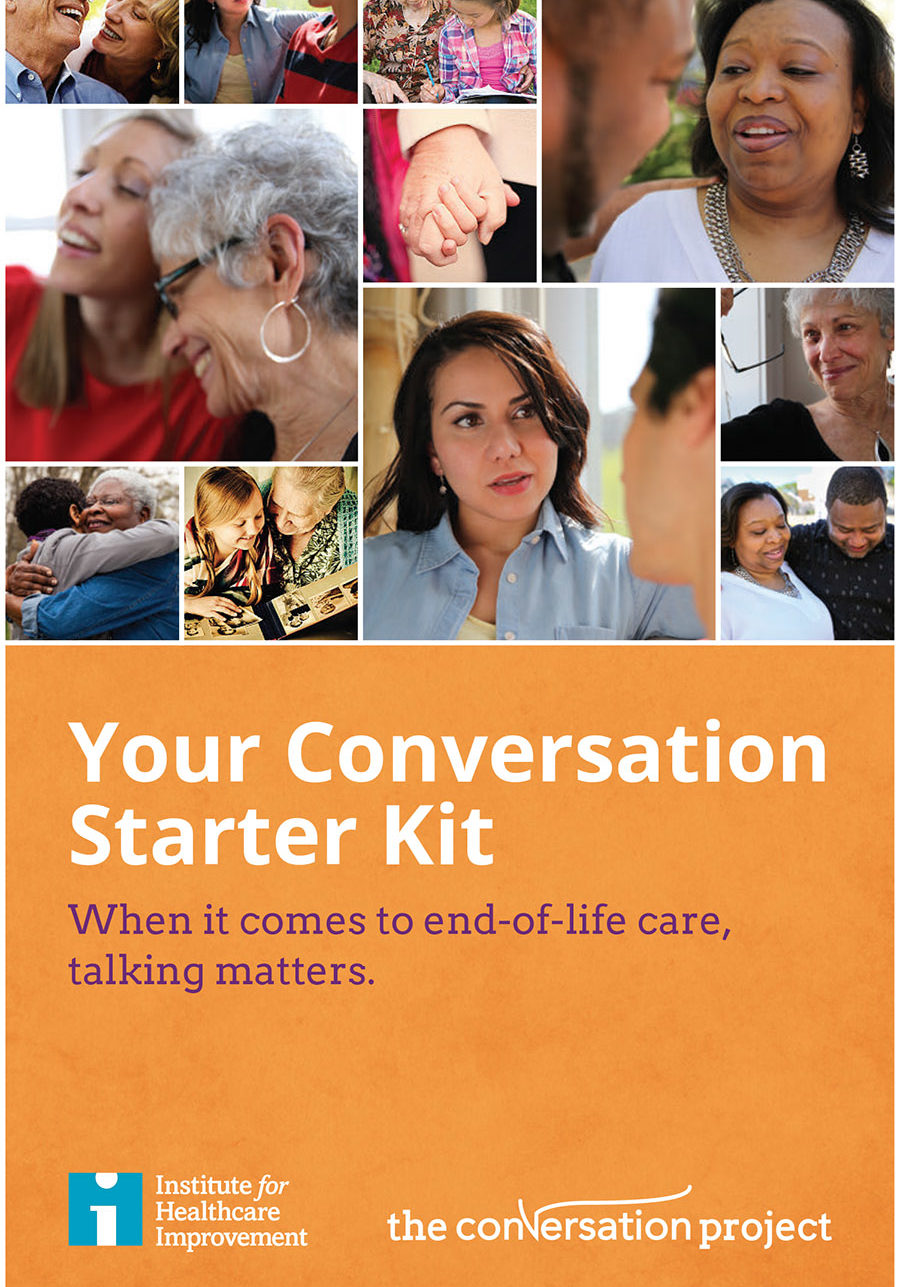 Your Conversation
Starter Kit
When it comes to end-of-life care,
talking matters.
Institute for
Healthcare
Improvement
the conversation project